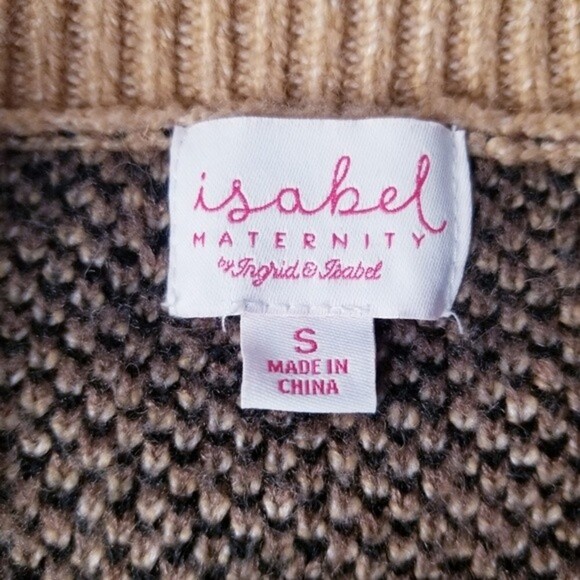 isabel
MATERNITY
by Ingrid & Isabel
S
MADE IN
CHINA